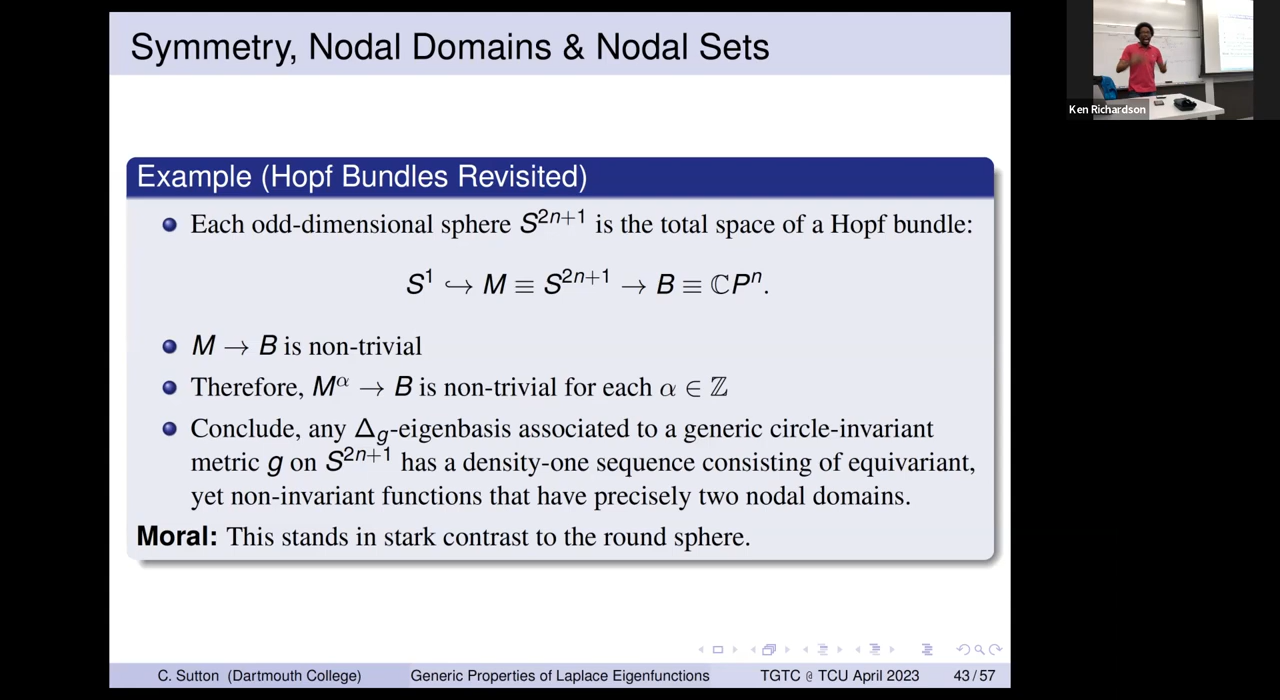 Symmetry, Nodal Domains & Nodal Sets
Ken Richardson
Example (Hopf Bundles Revisited)
Each odd-dimensional sphere S^{2n+1} is the total space of a Hopf bundle:
S^1 ↪ M ≡ S^{2n+1} → B ≡ ℂP^n.
M → B is non-trivial
Therefore, M^α → B is non-trivial for each α ∈ ℤ
Conclude, any Δ_g-eigenbasis associated to a generic circle-invariant
metric g on S^{2n+1} has a density-one sequence consisting of equivariant,
yet non-invariant functions that have precisely two nodal domains.
Moral: This stands in stark contrast to the round sphere.
C. Sutton (Dartmouth College) Generic Properties of Laplace Eigenfunctions TGTC @ TCU April 2023 43/57